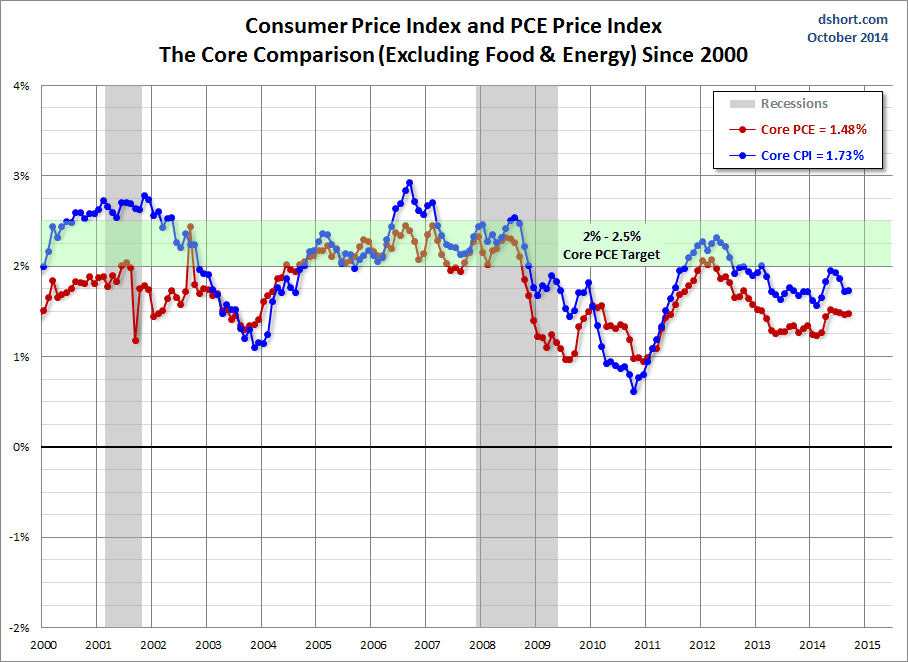 Consumer Price Index and PCE Price Index
The Core Comparison (Excluding Food & Energy) Since 2000
dshort.com
October 2014
4%
3%
2%
1%
0%
-1%
-2%
Recessions
Core PCE = 1.48%
Core CPI = 1.73%
2% - 2.5%
Core PCE Target
2000 2001 2002 2003 2004 2005 2006 2007 2008 2009 2010 2011 2012 2013 2014 2015